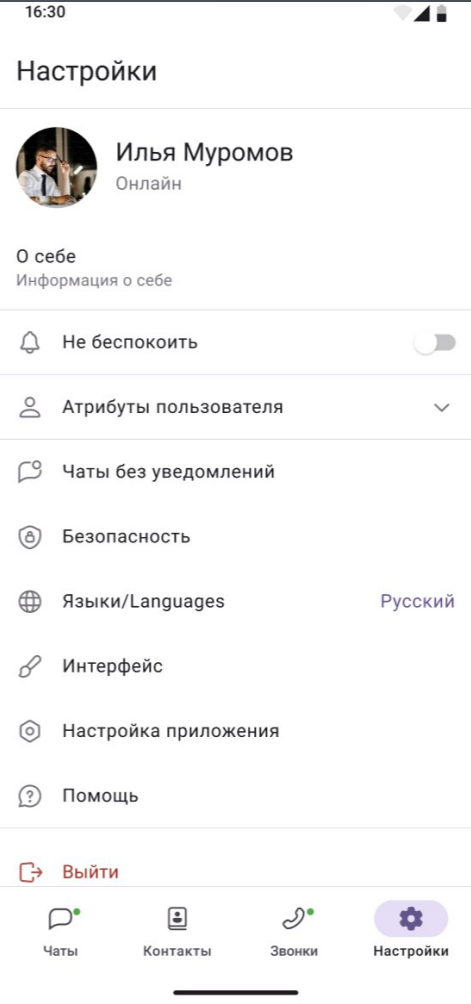 16:30
Настройки
Илья Муромов
Онлайн
О себе
Информация о себе
Не беспокоить
Атрибуты пользователя
Чаты без уведомлений
Безопасность
Языки/Languages Русский
Интерфейс
Настройка приложения
Помощь
Выйти
Чаты Контакты Звонки Настройки